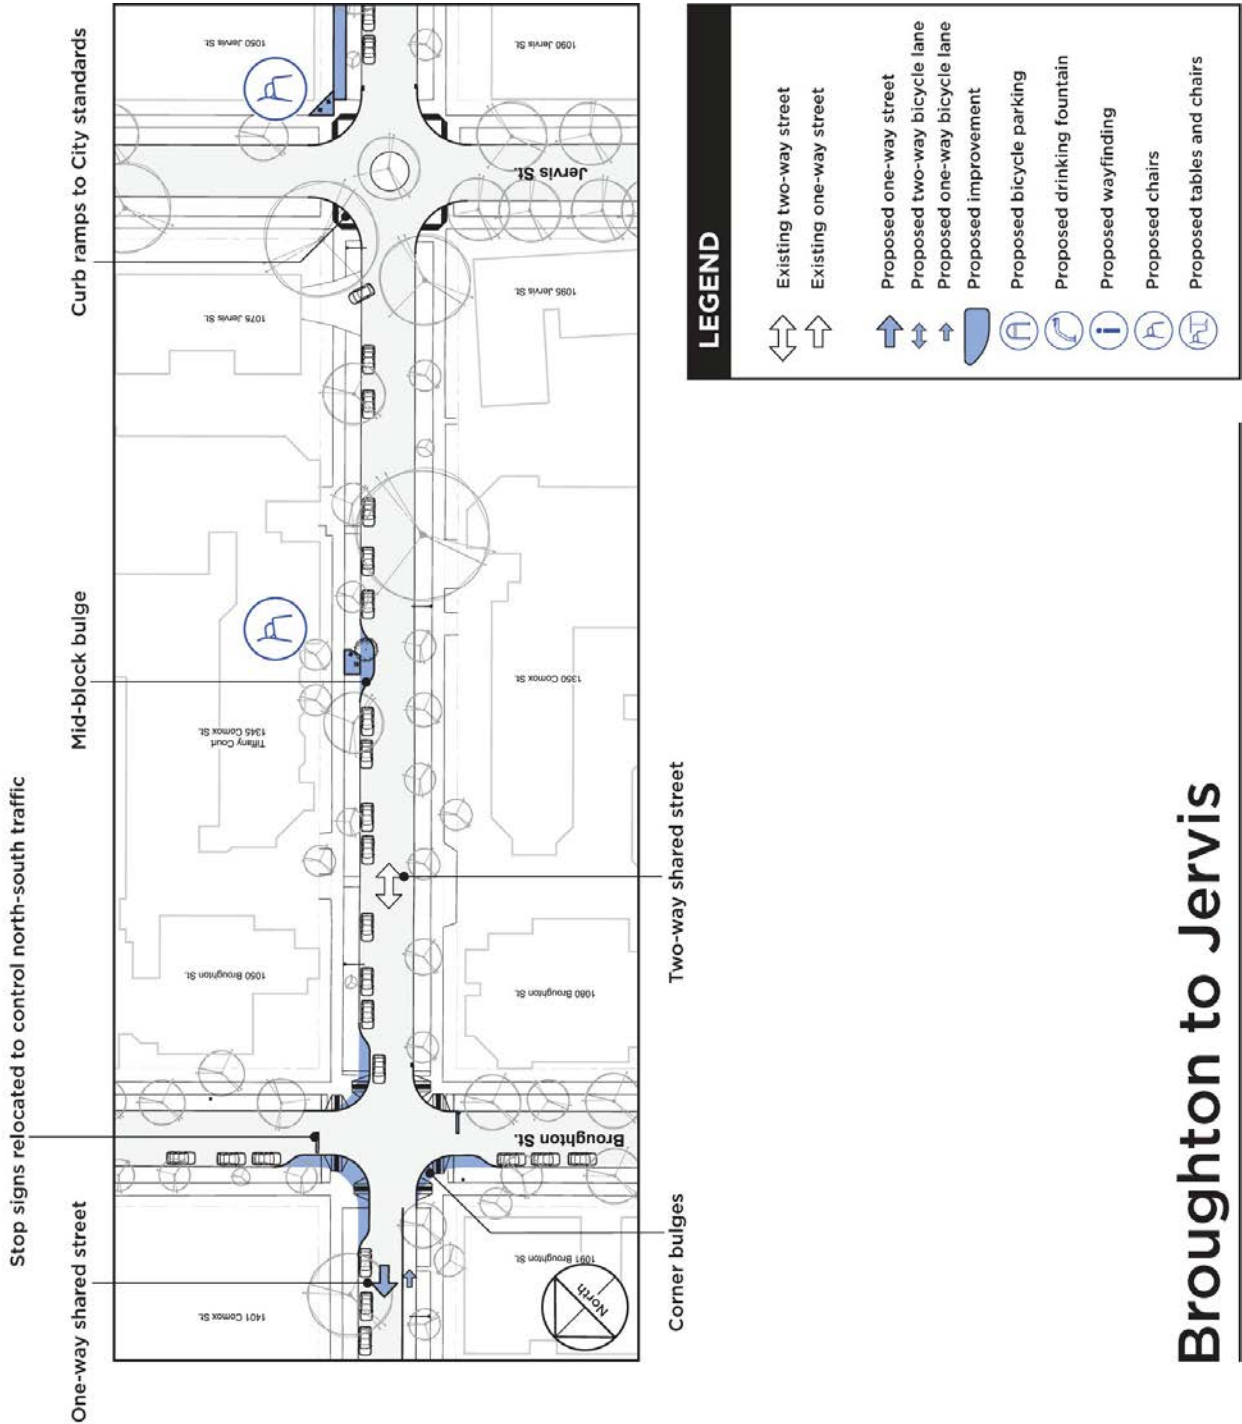 Stop signs relocated to control north-south traffic
One-way shared street
Mid-block bulge
Curb ramps to City standards
1401 Comox St.
1050 Broughton St.
Tiffany Court
1345 Comox St.
1075 Jervis St.
1050 Jervis St.
Broughton St.
Jervis St.
1091 Broughton St.
1080 Broughton St.
1350 Comox St.
1095 Jervis St.
1090 Jervis St.
North
Corner bulges
Two-way shared street
Broughton to Jervis
LEGEND
Existing two-way street
Existing one-way street
Proposed one-way street
Proposed two-way bicycle lane
Proposed one-way bicycle lane
Proposed improvement
Proposed bicycle parking
Proposed drinking fountain
Proposed wayfinding
Proposed chairs
Proposed tables and chairs